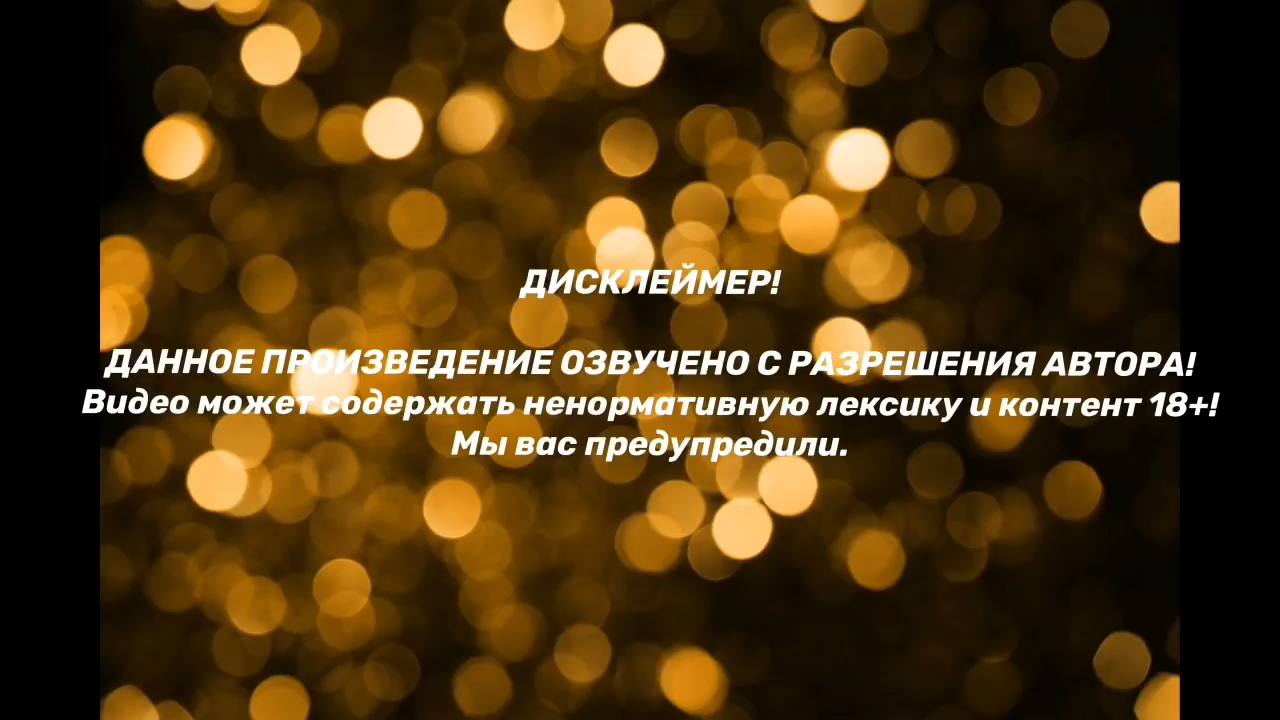 ДИСКЛЕЙМЕР!
ДАННОЕ ПРОИЗВЕДЕНИЕ ОЗВУЧЕНО С РАЗРЕШЕНИЯ АВТОРА!
Видео может содержать ненормативную лексику и контент 18+!
Мы вас предупредили.